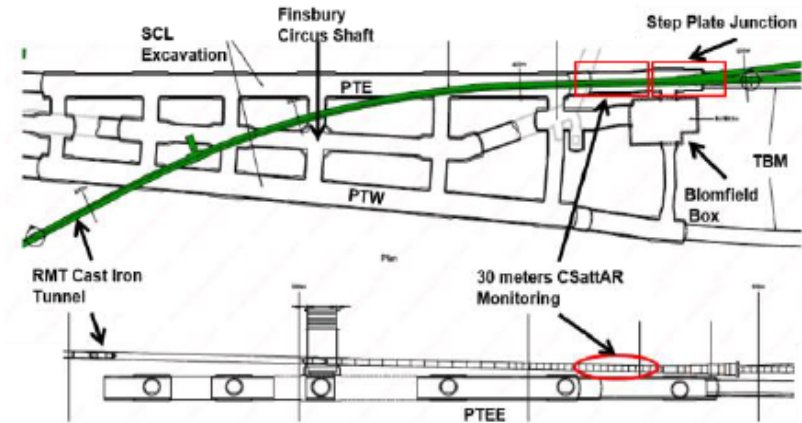 Finsbury
Circus Shaft
Step Plate Junction
SCL
Excavation
PTE
TBM
PTW
Blomfield
Box
Plan
RMT Cast Iron
Tunnel
30 meters CSattAR
Monitoring
PTEE